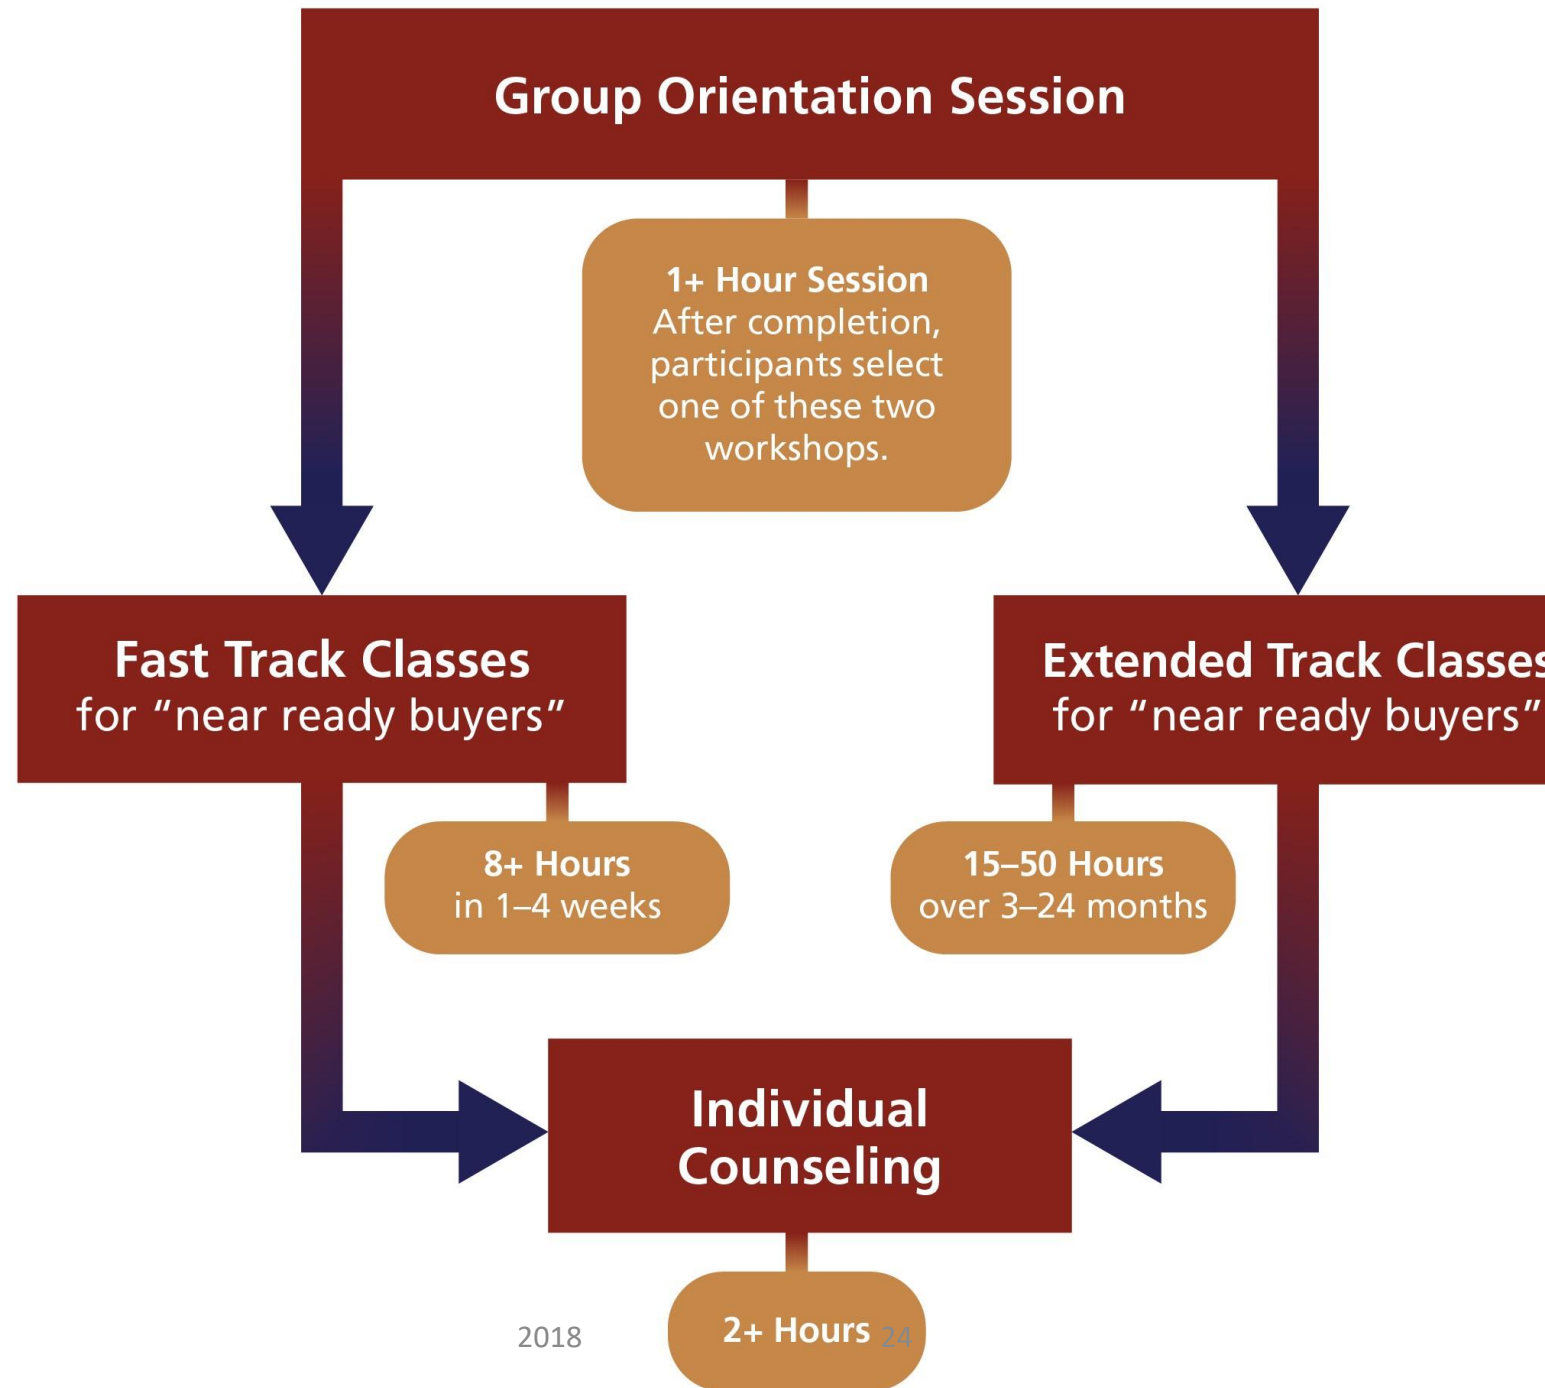 Group Orientation Session
1+ Hour Session
After completion,
participants select
one of these two
workshops.
Fast Track Classes
for “near ready buyers”
Extended Track Classes
for “near ready buyers”
8+ Hours
in 1–4 weeks
15–50 Hours
over 3–24 months
Individual
Counseling
2+ Hours
2018
24